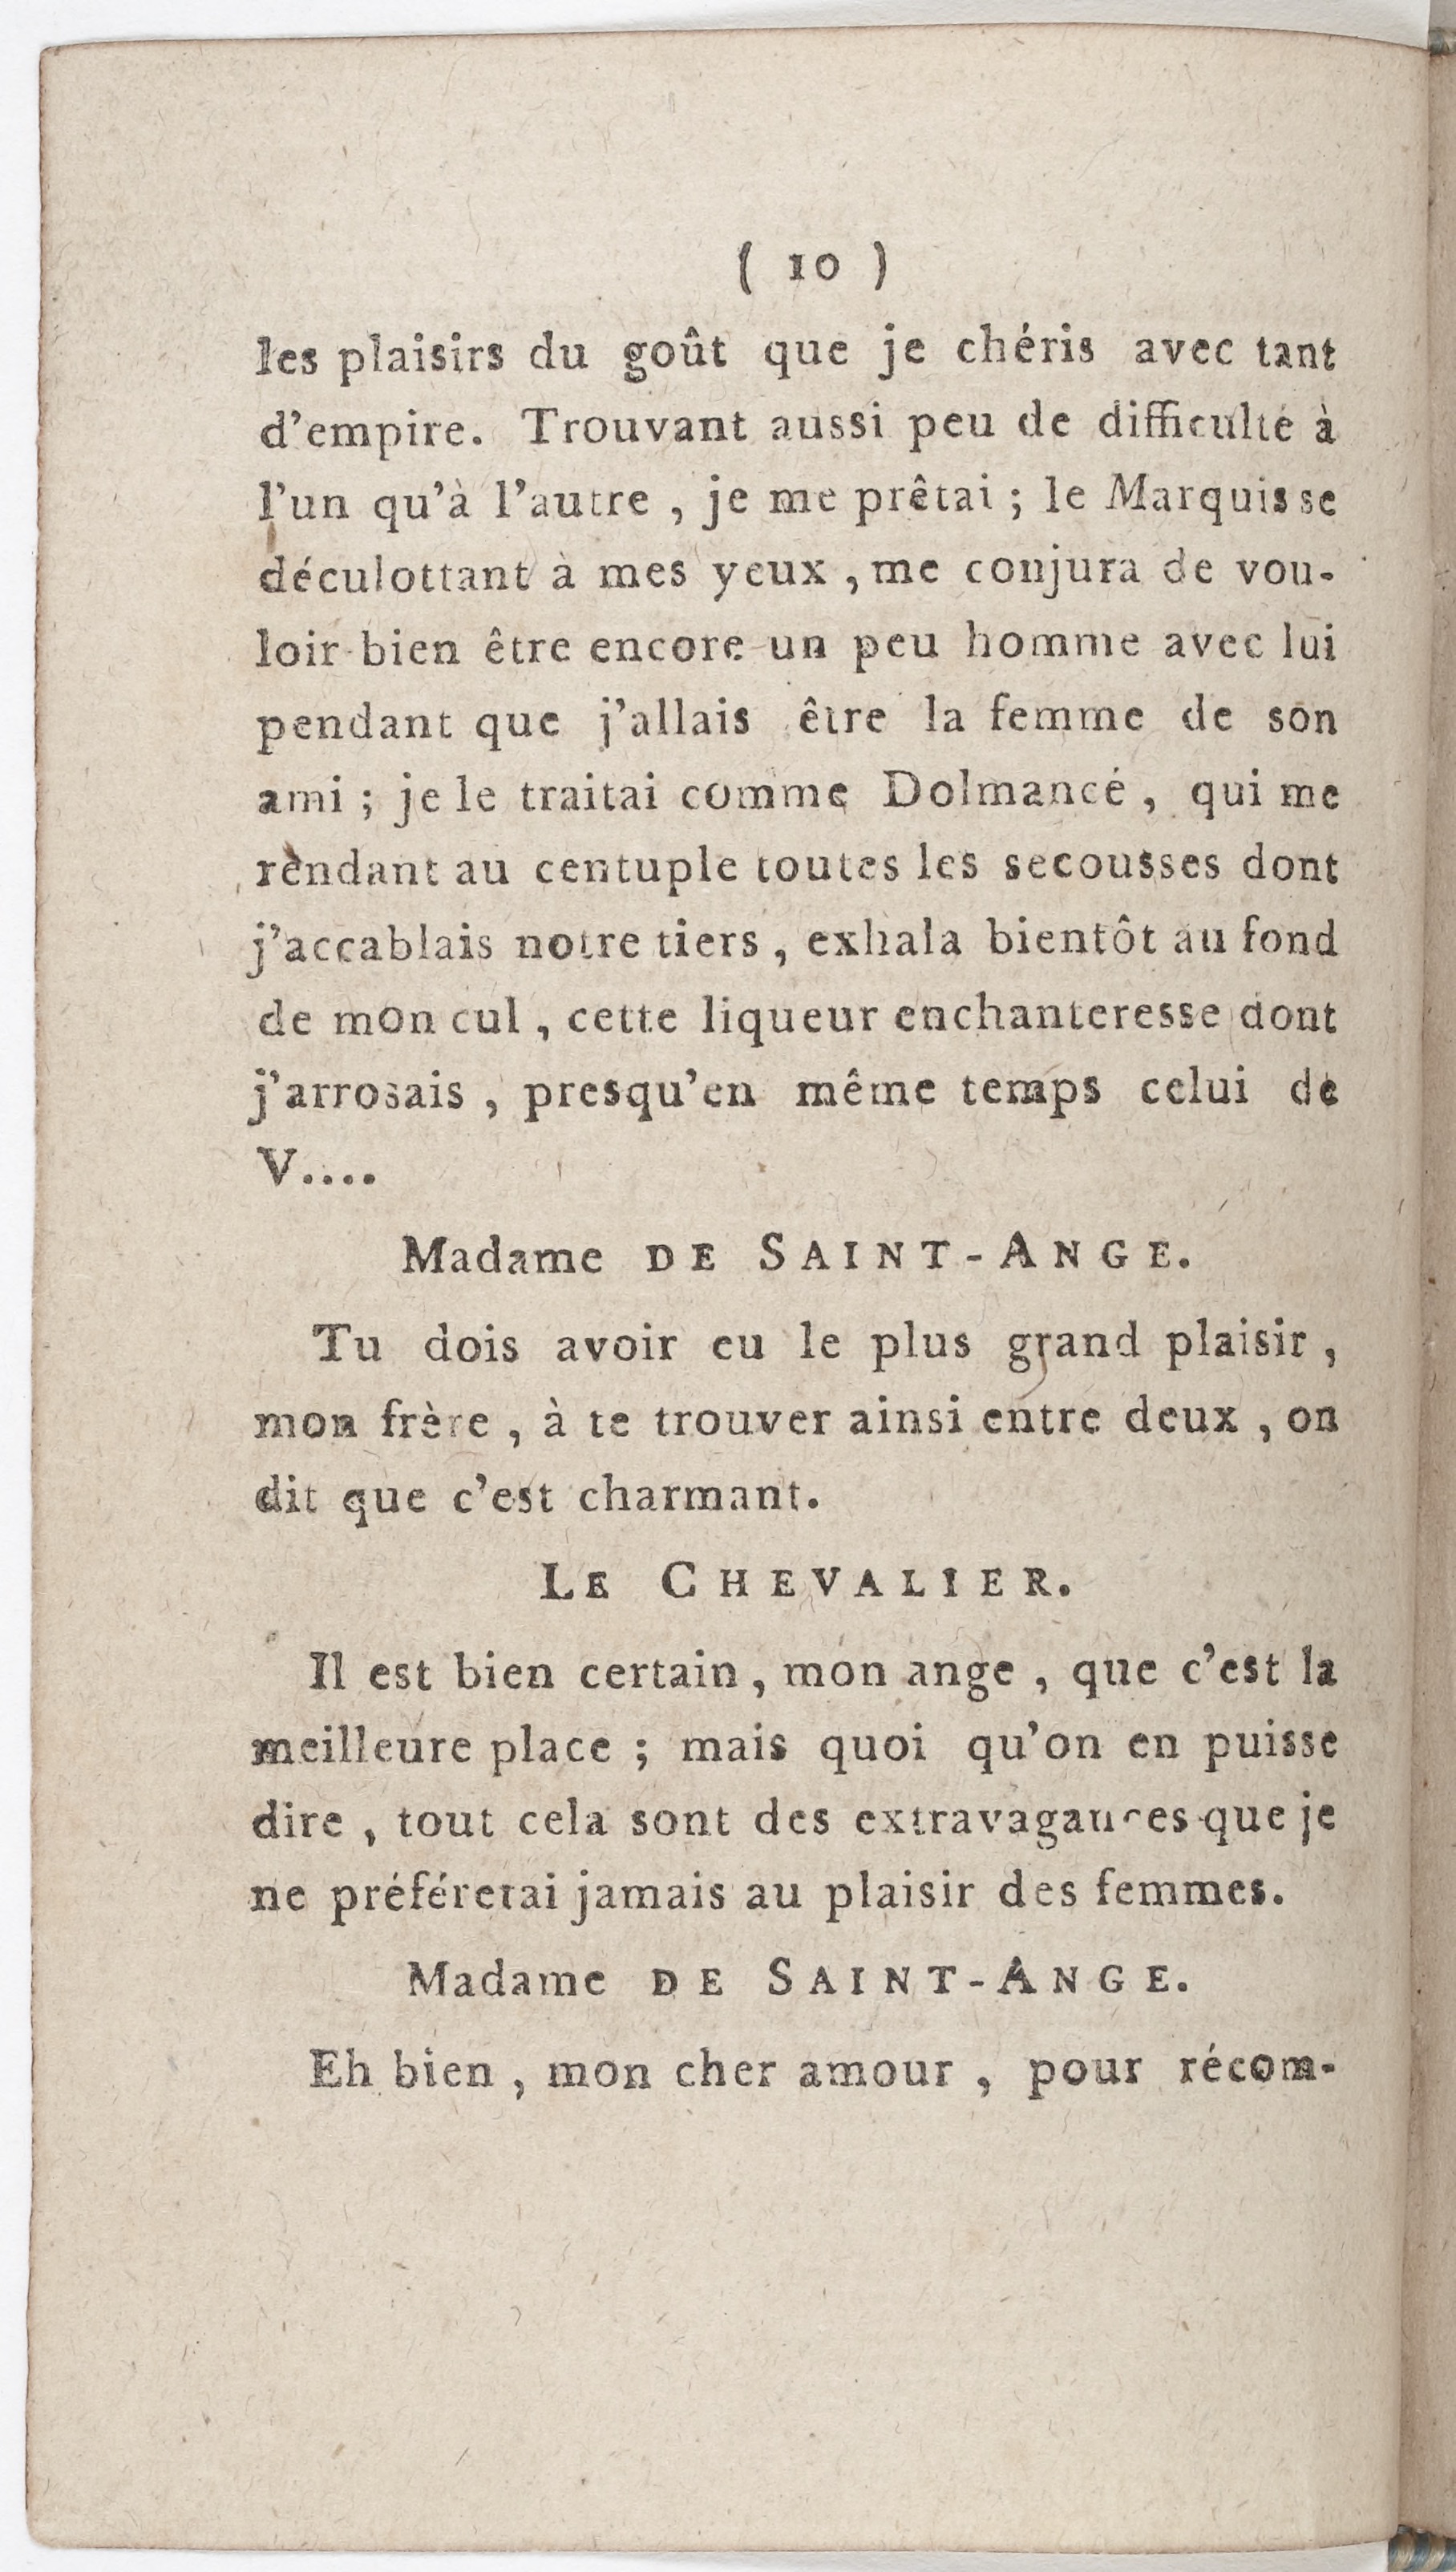 ( 10 )
les plaisirs du goût que je chéris avec tant
d'empire. Trouvant aussi peu de difficulté à
l'un qu'à l'autre , je me prêtai ; le Marquis se
déculottant à mes yeux , me conjura de vou-
loir bien être encore un peu homme avec lui
pendant que j'allais être la femme de son
ami ; je le traitai comme Dolmancé , qui me
rendant au centuple toutes les secousses dont
j'accablais notre tiers , exhala bientôt au fond
de mon cul , cette liqueur enchanteresse dont
j'arrosais , presqu'en même temps celui de
V....
Madame DE SAINT-ANGE.
Tu dois avoir eu le plus grand plaisir ,
mon frère , à te trouver ainsi entre deux , on
dit que c'est charmant.
LE CHEVALIER.
Il est bien certain , mon ange , que c'est la
meilleure place ; mais quoi qu'on en puisse
dire , tout cela sont des extravagances que je
ne préférerai jamais au plaisir des femmes.
Madame DE SAINT-ANGE.
Eh bien , mon cher amour , pour récom-